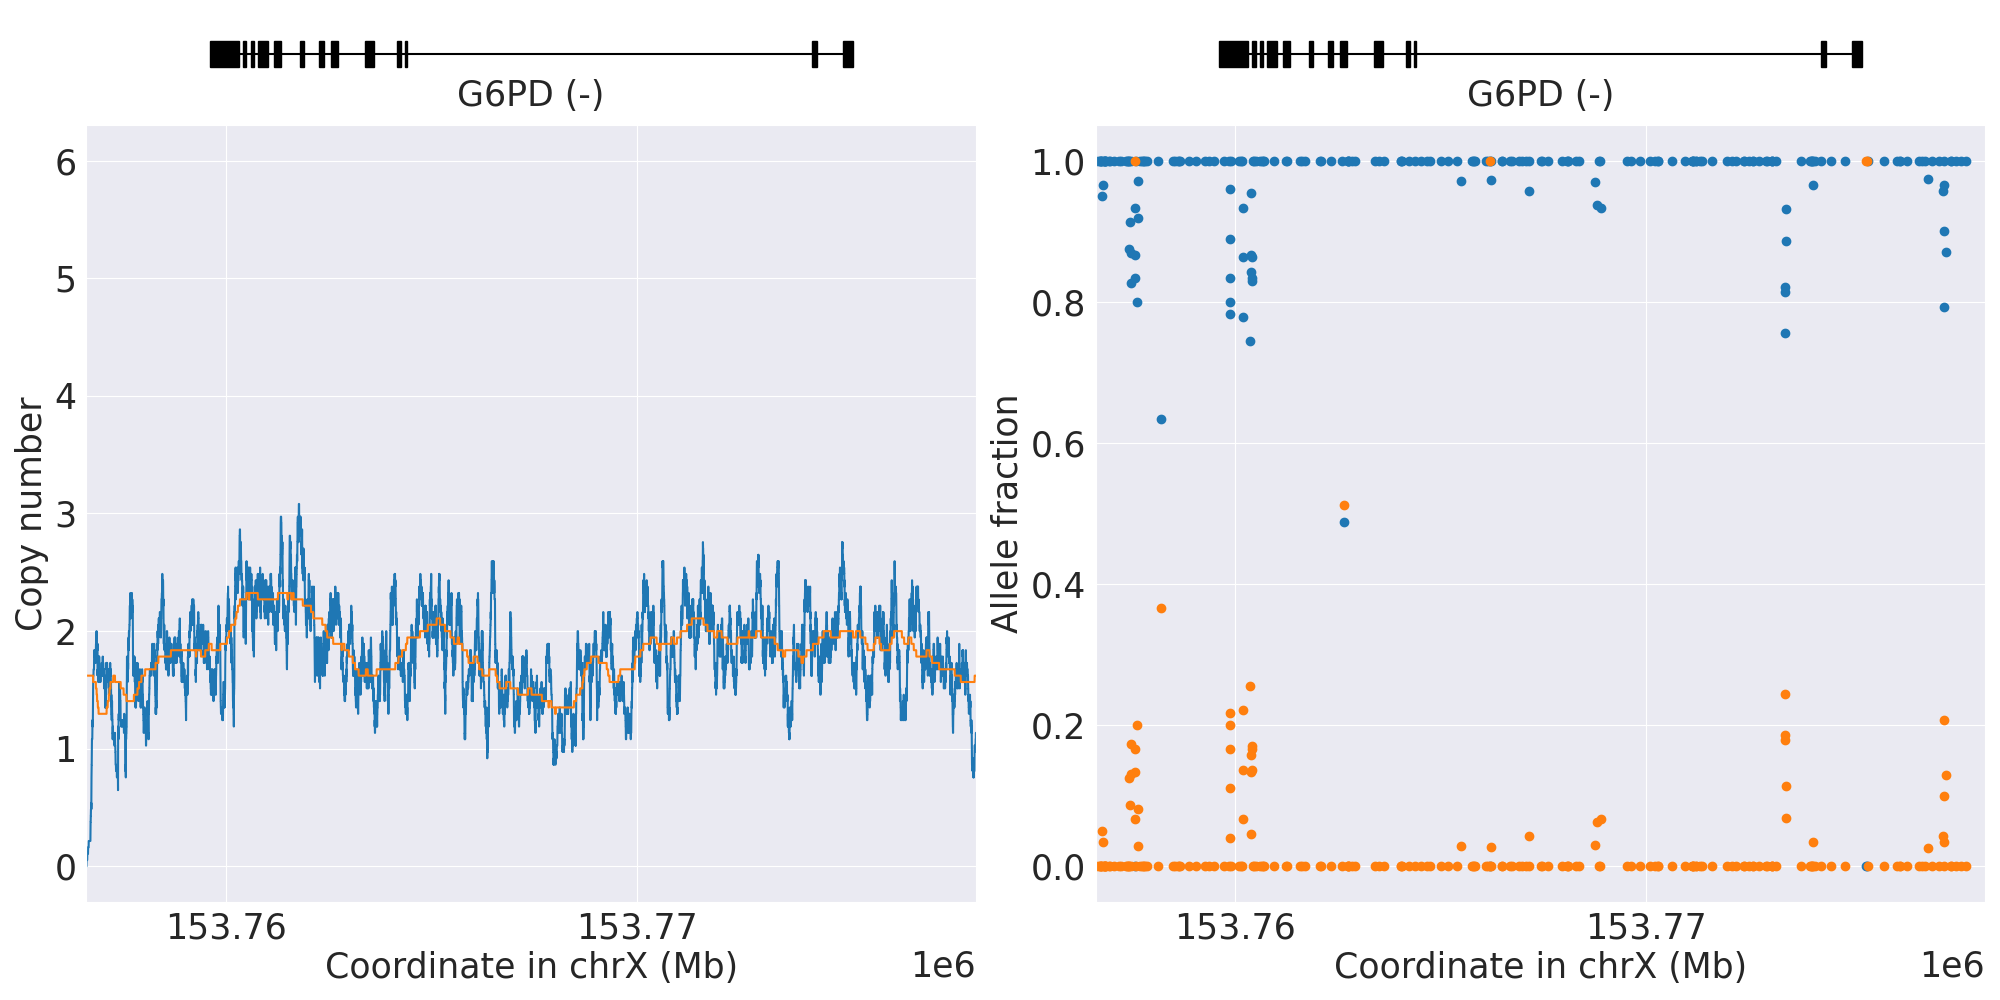 G6PD (-)
6
5
4
3
2
1
0
Copy number
153.76
153.77
Coordinate in chrX (Mb)
1e6
G6PD (-)
1.0
0.8
0.6
0.4
0.2
0.0
Allele fraction
153.76
153.77
Coordinate in chrX (Mb)
1e6